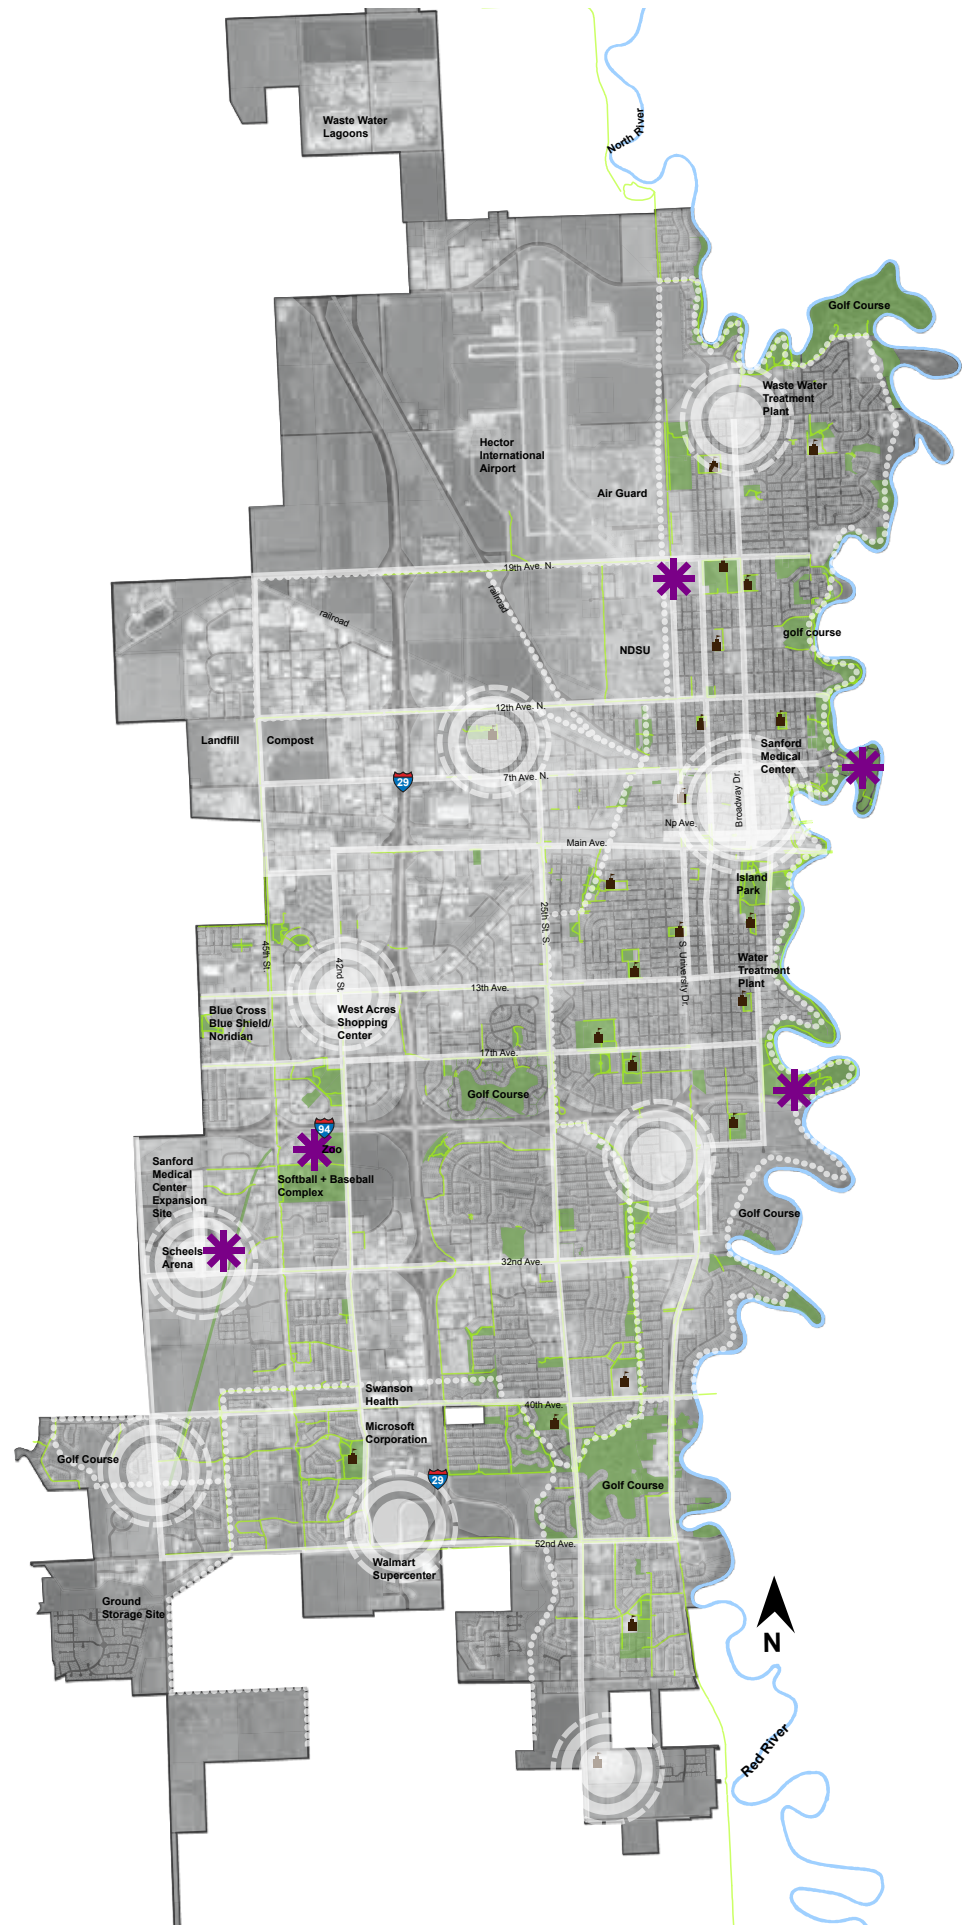 Waste Water
Lagoons
North River
Golf Course
Waste Water
Treatment
Plant
Hector
International
Airport
Air Guard
19th Ave. N.
railroad
railroad
golf course
NDSU
12th Ave. N.
Landfill
Compost
Sanford
Medical
Center
29
7th Ave. N.
Broadway Dr.
Np Ave.
Main Ave.
Island
Park
25th St. S.
45th St.
42nd St.
S. University Dr.
Water
Treatment
Plant
13th Ave.
Blue Cross
Blue Shield/
Noridian
West Acres
Shopping
Center
17th Ave.
Golf Course
94
Zoo
Sanford
Medical
Center
Expansion
Site
Softball + Baseball
Complex
Golf Course
Scheels
Arena
32nd Ave.
Swanson
Health
40th Ave.
Microsoft
Corporation
Golf Course
29
Golf Course
52nd Ave.
Walmart
Supercenter
Ground
Storage Site
N
Red River